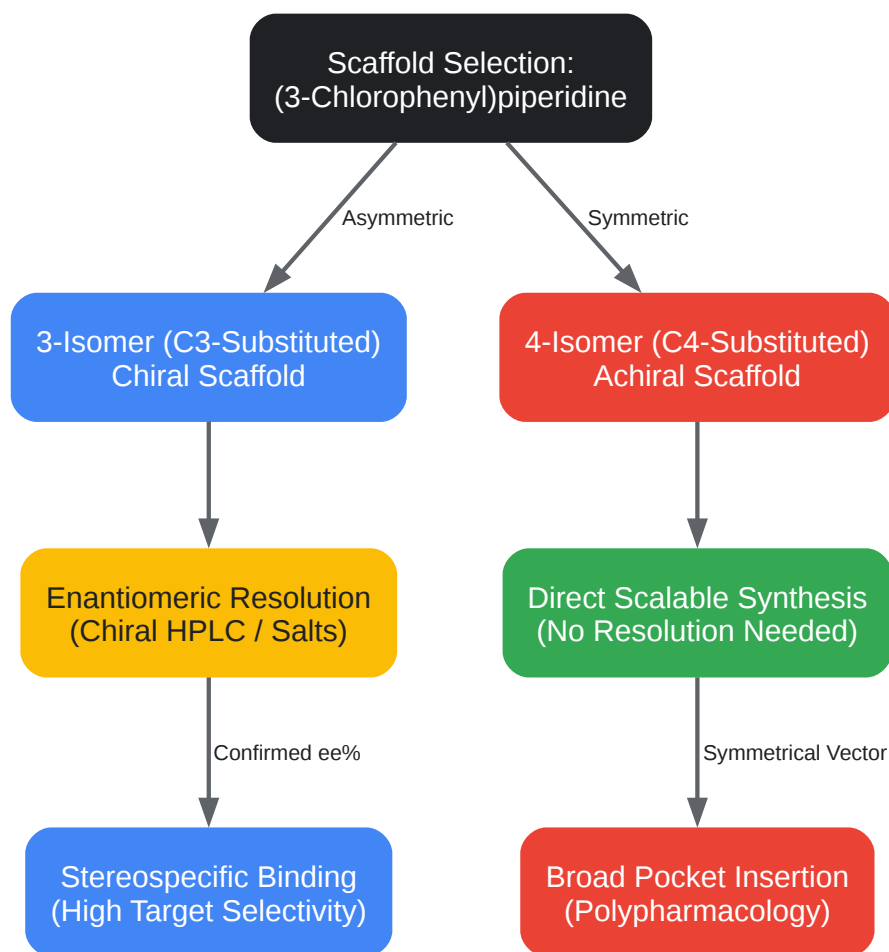 Scaffold Selection:
(3-Chlorophenyl)piperidine
Asymmetric
Symmetric
3-Isomer (C3-Substituted)
Chiral Scaffold
4-Isomer (C4-Substituted)
Achiral Scaffold
Enantiomeric Resolution
(Chiral HPLC / Salts)
Direct Scalable Synthesis
(No Resolution Needed)
Confirmed ee%
Symmetrical Vector
Stereospecific Binding
(High Target Selectivity)
Broad Pocket Insertion
(Polypharmacology)